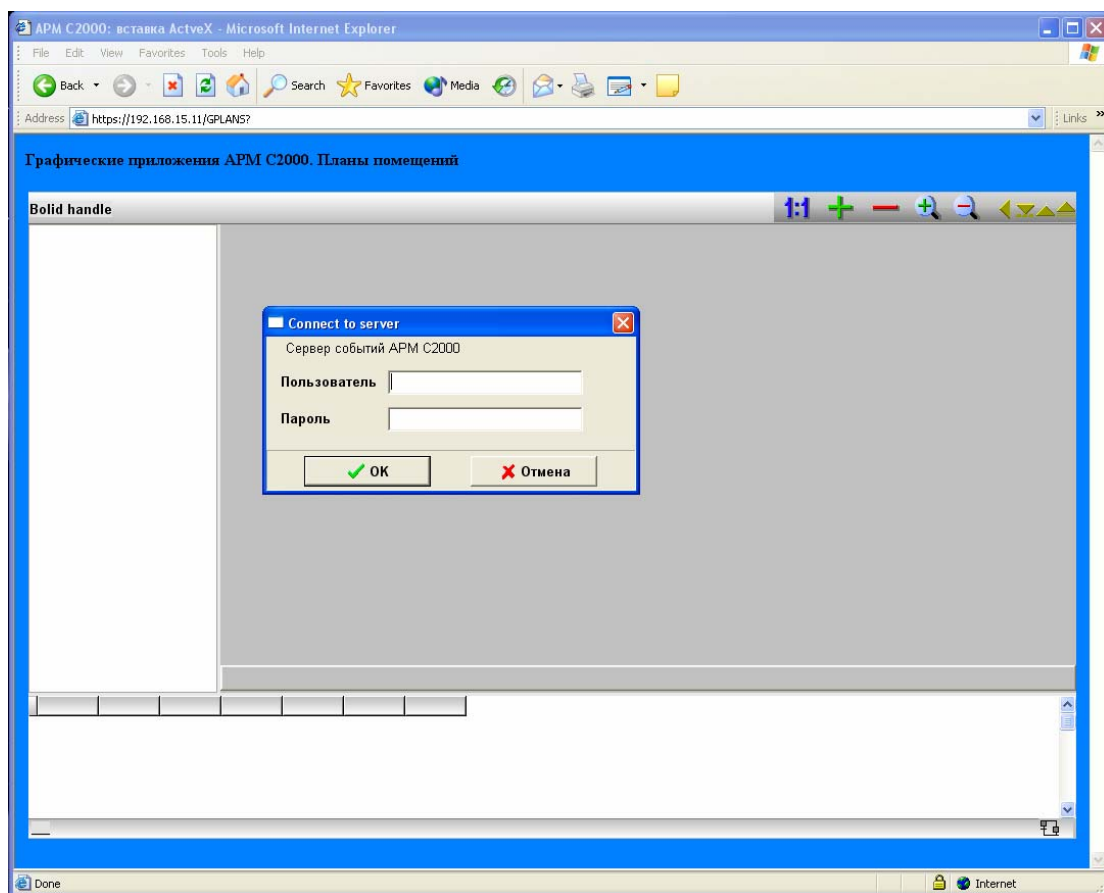 АРМ С2000: вставка ActveX - Microsoft Internet Explorer
File Edit View Favorites Tools Help
Back Search Favorites Media
Address https://192.168.15.11/GPLANS? Links »
Графические приложения АРМ С2000. Планы помещений
Bolid handle 1:1
Connect to server
Сервер событий АРМ С2000
Пользователь
Пароль
OK Отмена
Done Internet